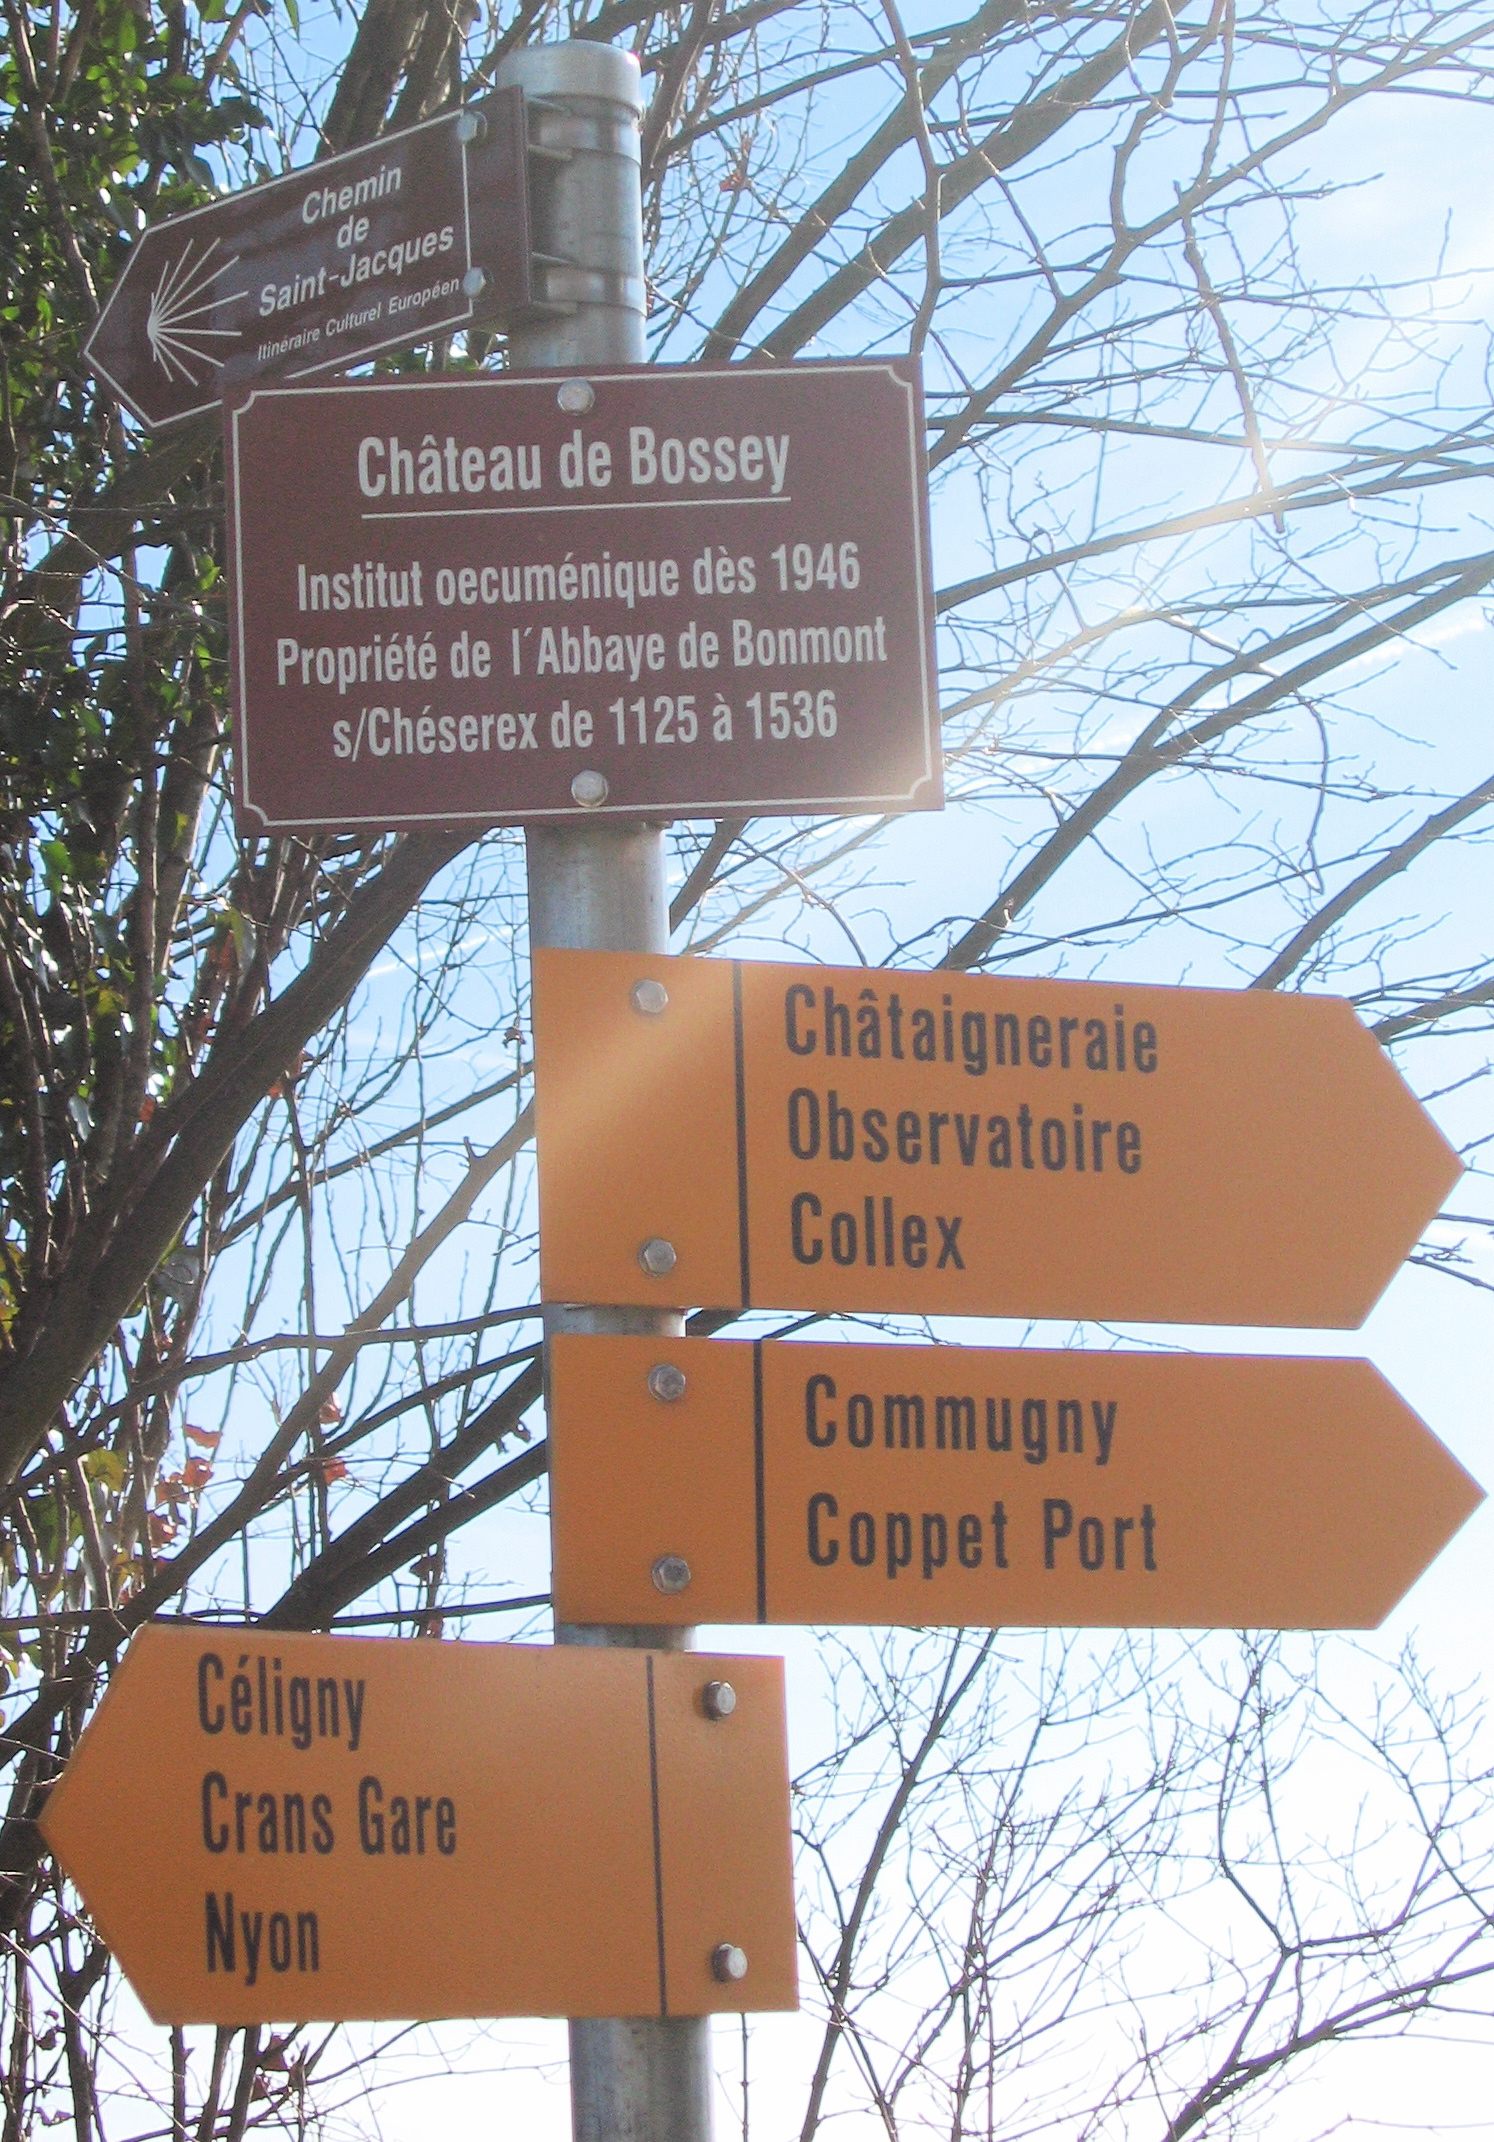 Chemin
de
Saint-Jacques
Itinéraire Culturel Européen
Château de Bossey
Institut oecuménique dès 1946
Propriété de l´Abbaye de Bonmont
s/Chéserex de 1125 à 1536
Châtaigneraie
Observatoire
Collex
Commugny
Coppet Port
Céligny
Crans Gare
Nyon